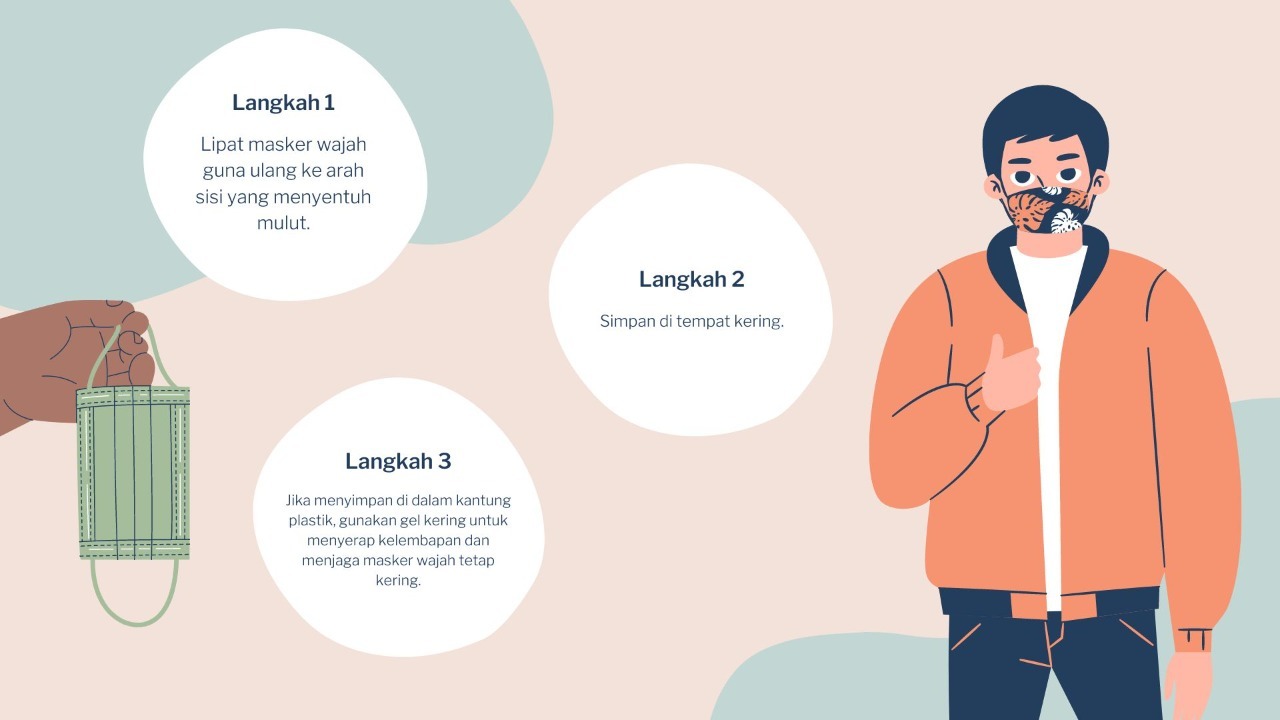 Langkah 1
Lipat masker wajah
guna ulang ke arah
sisi yang menyentuh
mulut.
Langkah 2
Simpan di tempat kering.
Langkah 3
Jika menyimpan di dalam kantung
plastik, gunakan gel kering untuk
menyerap kelembapan dan
menjaga masker wajah tetap
kering.